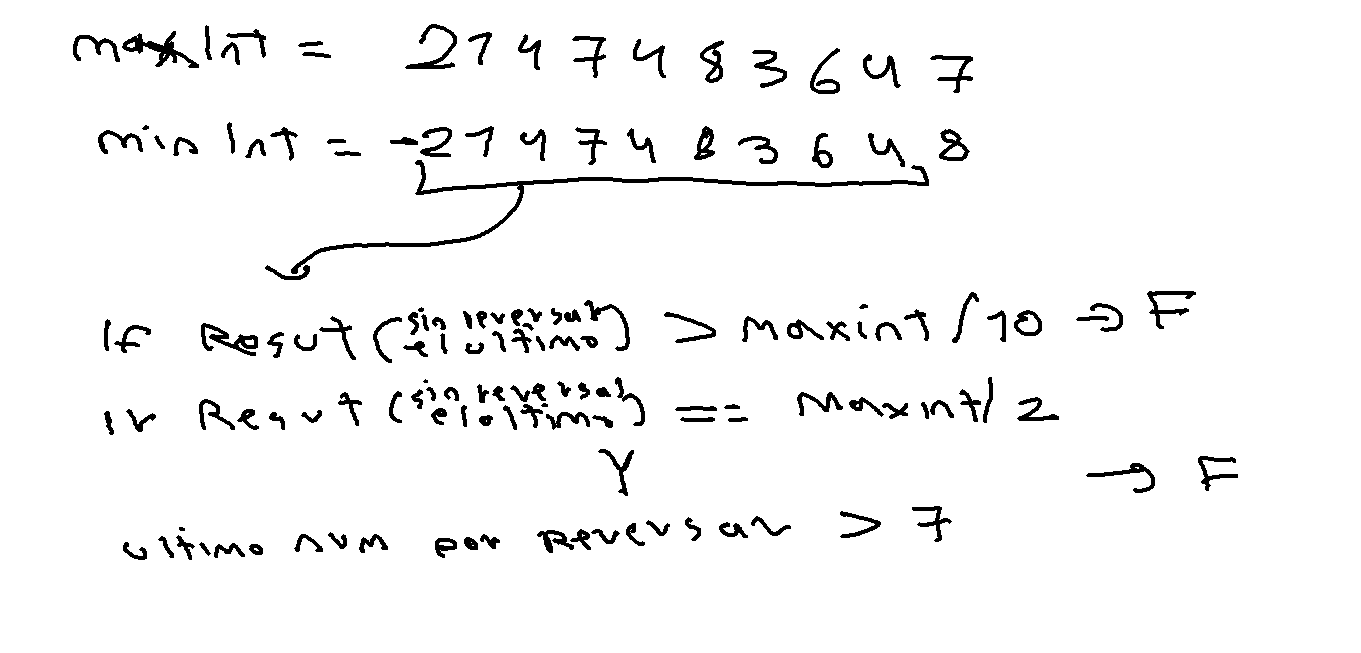 maxInt = 2147483647
minInt = -2147483648
If Resut (sin reversar el ultimo) > maxint/10 → F
If Resut (sin reversar el ultimo) == maxint/2
Y → F
ultimo num por reversar > 7